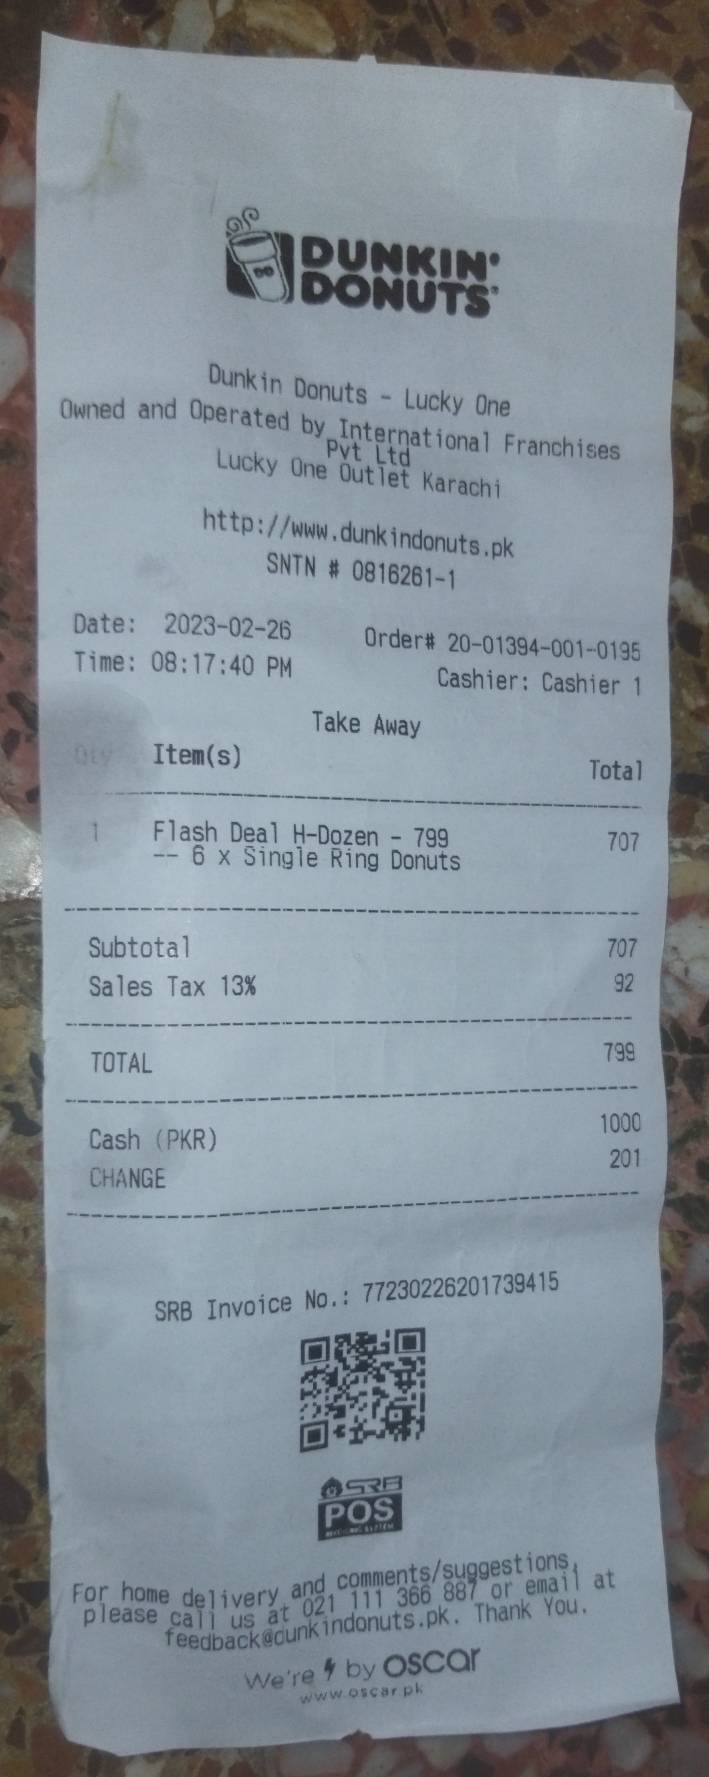 DUNKIN'
DONUTS
Dunkin Donuts - Lucky One
Owned and Operated by International Franchises
Pvt Ltd
Lucky One Outlet Karachi
http://www.dunkindonuts.pk
SNTN # 0816261-1
Date: 2023-02-26 Order# 20-01394-001-0195
Time: 08:17:40 PM Cashier: Cashier 1
Take Away
Qty Item(s) Total
1 Flash Deal H-Dozen - 799 707
-- 6 x Single Ring Donuts
Subtotal 707
Sales Tax 13% 92
TOTAL 799
Cash (PKR) 1000
CHANGE 201
SRB Invoice No.: 77230226201739415
SRB
POS
For home delivery and comments/suggestions,
please call us at 021 111 366 887 or email at
feedback@dunkindonuts.pk. Thank You.
We're by oscar
www.oscar.pk